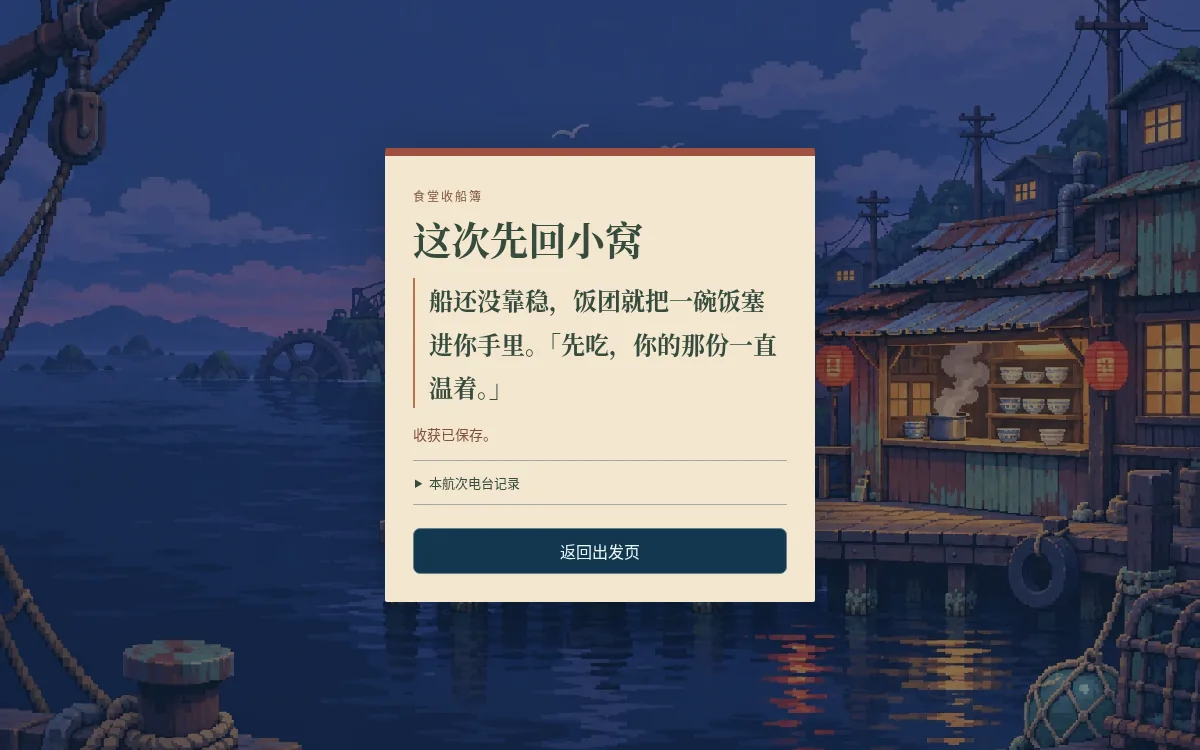 食堂收船簿
这次先回小窝
船还没靠稳，饭团就把一碗饭塞
进你手里。「先吃，你的那份一直
温着。」
收获已保存。
▶ 本航次电台记录
返回出发页